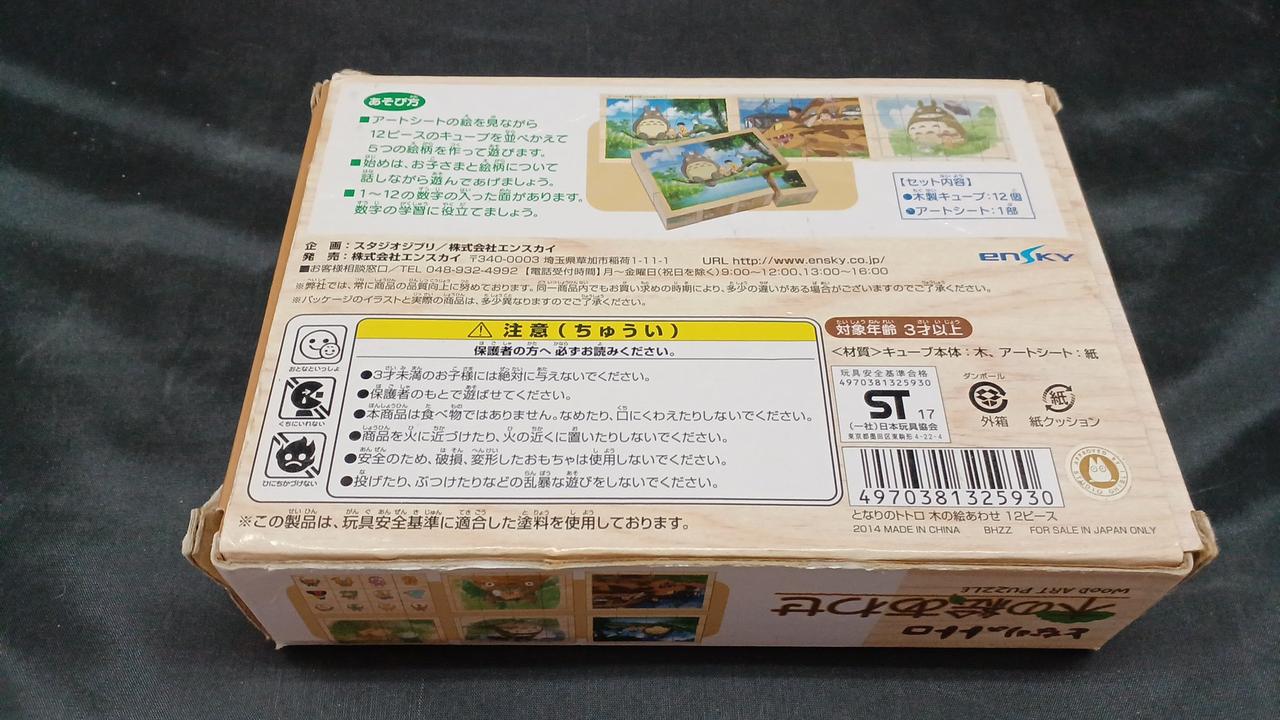 あそび方
■アートシートの絵を見ながら
12ピースのキューブを並べかえて
5つの絵柄を作って遊びます。
■始めは、お子さまと絵柄について
話しながら遊んであげましょう。
■1〜12の数字の入った面があります。
数字の学習に役立てましょう。
【セット内容】
●木製キューブ:12個
●アートシート:1部
企 画:スタジオジブリ/株式会社エンスカイ
発 売:株式会社エンスカイ 〒340-0003 埼玉県草加市稲荷1-11-1 URL http://www.ensky.co.jp/
■お客様相談窓口/TEL 048-932-4992【電話受付時間】月〜金曜日(祝日を除く)9:00〜12:00、13:00〜16:00
※弊社では、常に商品の品質向上に努めております。同一商品内でもお買い求めの時期により、多少の違いがある場合がございますのでご了承ください。
※パッケージのイラストと実際の商品は、多少異なりますのでご了承ください。
enSKY
注意(ちゅうい)
保護者の方へ 必ずお読みください。
●3才未満のお子様には絶対に与えないでください。
●保護者のもとで遊ばせてください。
●本商品は食べ物ではありません。なめたり、口にくわえたりしないでください。
●商品を火に近づけたり、火の近くに置いたりしないでください。
●安全のため、破損、変形したおもちゃは使用しないでください。
●投げたり、ぶつけたりなどの乱暴な遊びをしないでください。
おとなといっしょ
くちにいれない
ひにちかづけない
※この製品は、玩具安全基準に適合した塗料を使用しております。
対象年齢 3才以上
<材質>キューブ本体:木、アートシート:紙
玩具安全基準合格
4970381325930
ST 17
(一社)日本玩具協会
東京都墨田区東駒形4-22-4
ダンボール
外箱
紙
紙クッション
4970381325930
となりのトトロ 木の絵あわせ 12ピース
2014 MADE IN CHINA BHZZ FOR SALE IN JAPAN ONLY
となりのトトロ
木の絵あわせ
WOOD ART PUZZLE